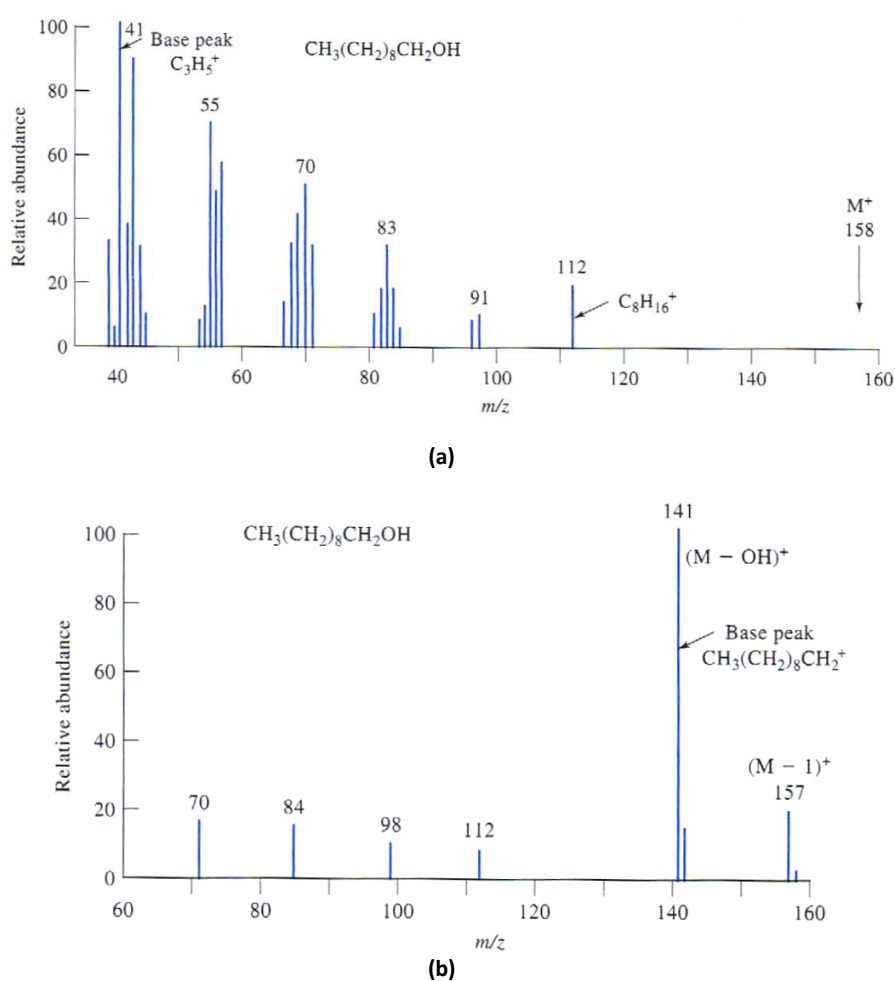 100
41
Base peak
C₃H₅⁺
CH₃(CH₂)₈CH₂OH
80
55
60
70
40
83
M⁺
158
20
91
112
C₈H₁₆⁺
0
40 60 80 100 120 140 160
m/z
Relative abundance
(a)
141
100
CH₃(CH₂)₈CH₂OH
(M − OH)⁺
80
Base peak
CH₃(CH₂)₈CH₂⁺
60
40
(M − 1)⁺
157
20
70
84
98
112
0
60 80 100 120 140 160
m/z
Relative abundance
(b)